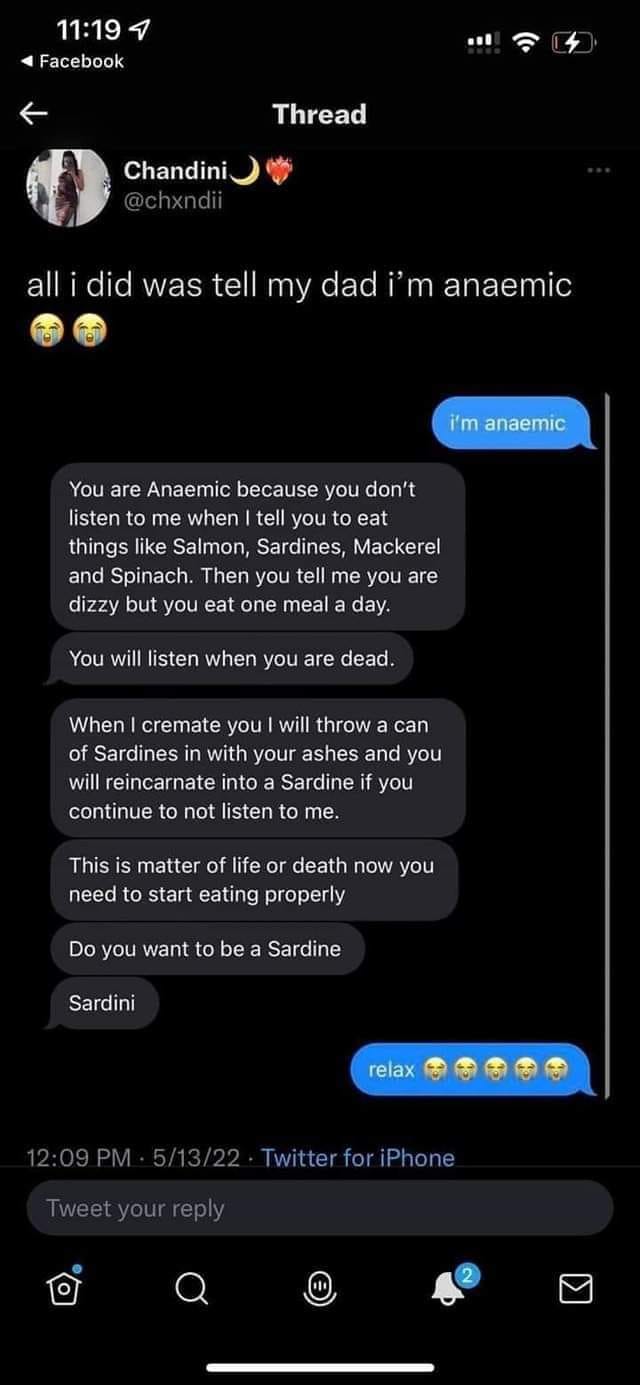 11:19
◀ Facebook
Thread
Chandini🌙❤️‍🔥
@chxndii
all i did was tell my dad i’m anaemic
😭😭
i’m anaemic
You are Anaemic because you don’t
listen to me when I tell you to eat
things like Salmon, Sardines, Mackerel
and Spinach. Then you tell me you are
dizzy but you eat one meal a day.
You will listen when you are dead.
When I cremate you I will throw a can
of Sardines in with your ashes and you
will reincarnate into a Sardine if you
continue to not listen to me.
This is matter of life or death now you
need to start eating properly
Do you want to be a Sardine
Sardini
relax 😭😭😭😭😭
12:09 PM · 5/13/22 · Twitter for iPhone
Tweet your reply
2